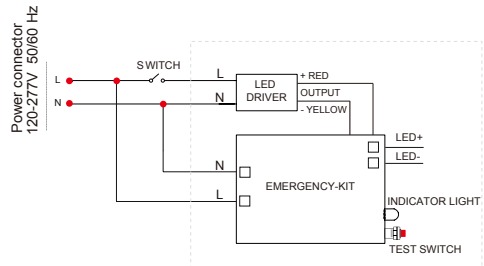 Power connector
120-277V 50/60 Hz
SWITCH
L
N
L
N
LED
DRIVER
+ RED
OUTPUT
- YELLOW
N
L
EMERGENCY-KIT
LED+
LED-
INDICATOR LIGHT
TEST SWITCH